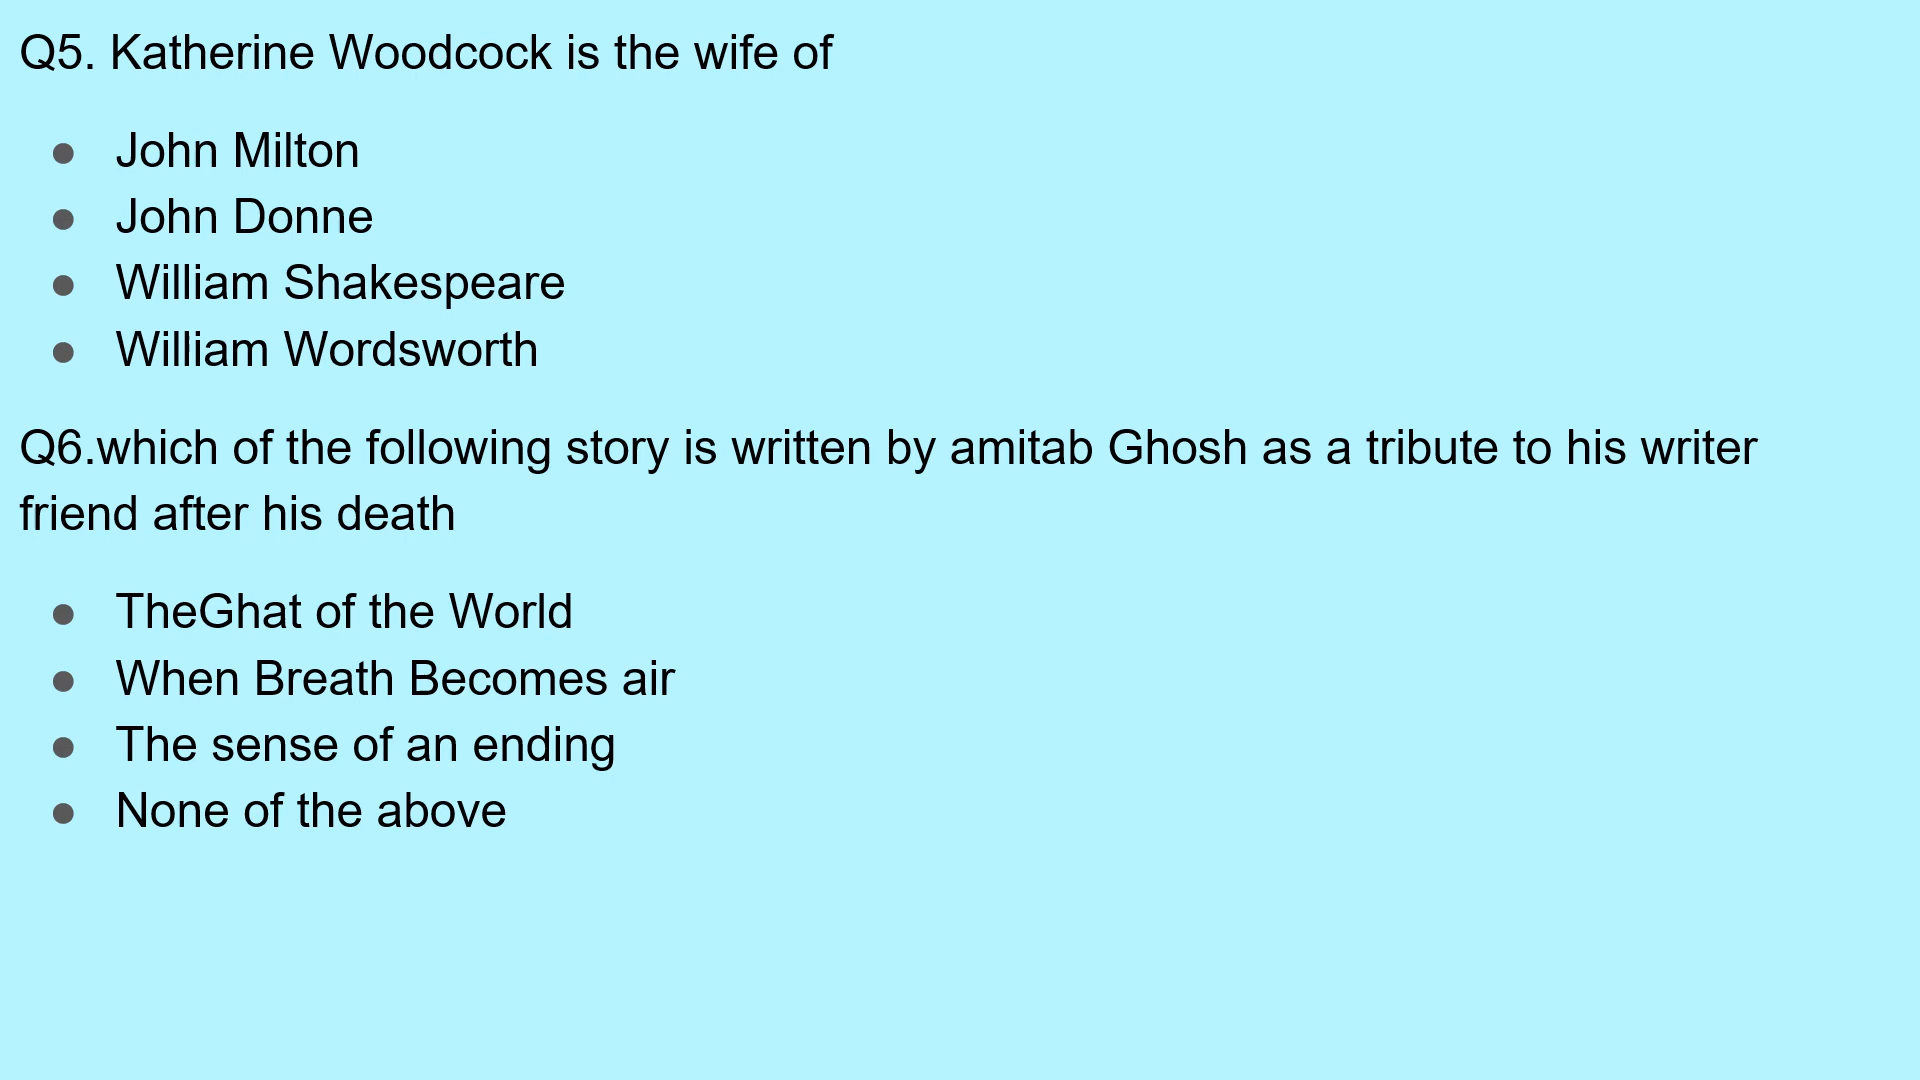 Q5. Katherine Woodcock is the wife of
● John Milton
● John Donne
● William Shakespeare
● William Wordsworth
Q6.which of the following story is written by amitab Ghosh as a tribute to his writer
friend after his death
● TheGhat of the World
● When Breath Becomes air
● The sense of an ending
● None of the above